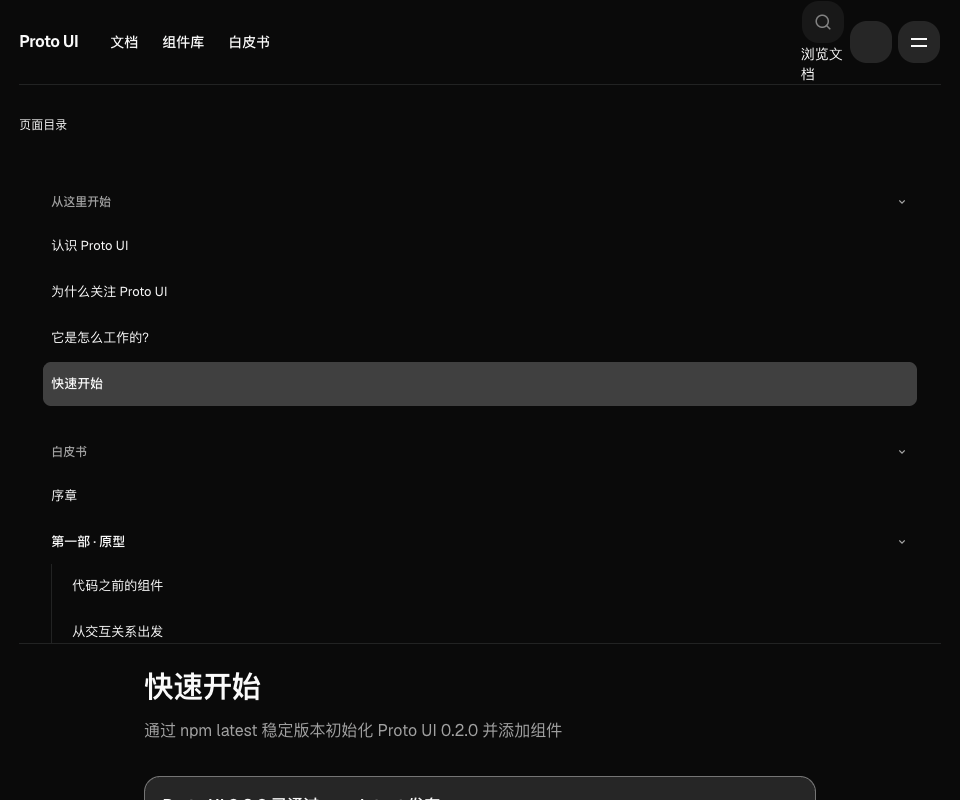 Proto UI
文档
组件库
白皮书
浏览文
档
页面目录
从这里开始
认识 Proto UI
为什么关注 Proto UI
它是怎么工作的?
快速开始
白皮书
序章
第一部 · 原型
代码之前的组件
从交互关系出发
快速开始
通过 npm latest 稳定版本初始化 Proto UI 0.2.0 并添加组件